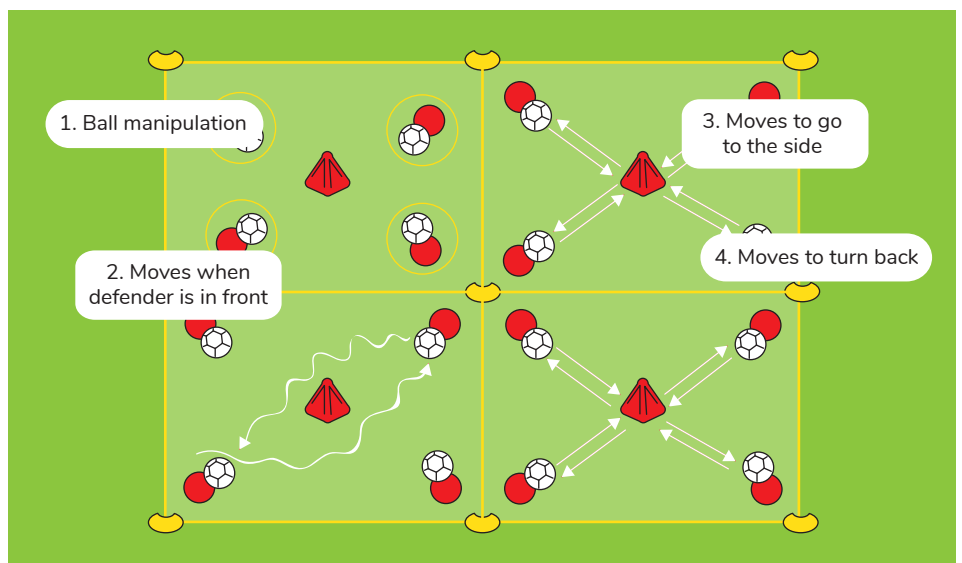 1. Ball manipulation
2. Moves when
defender is in front
3. Moves to go
to the side
4. Moves to turn back